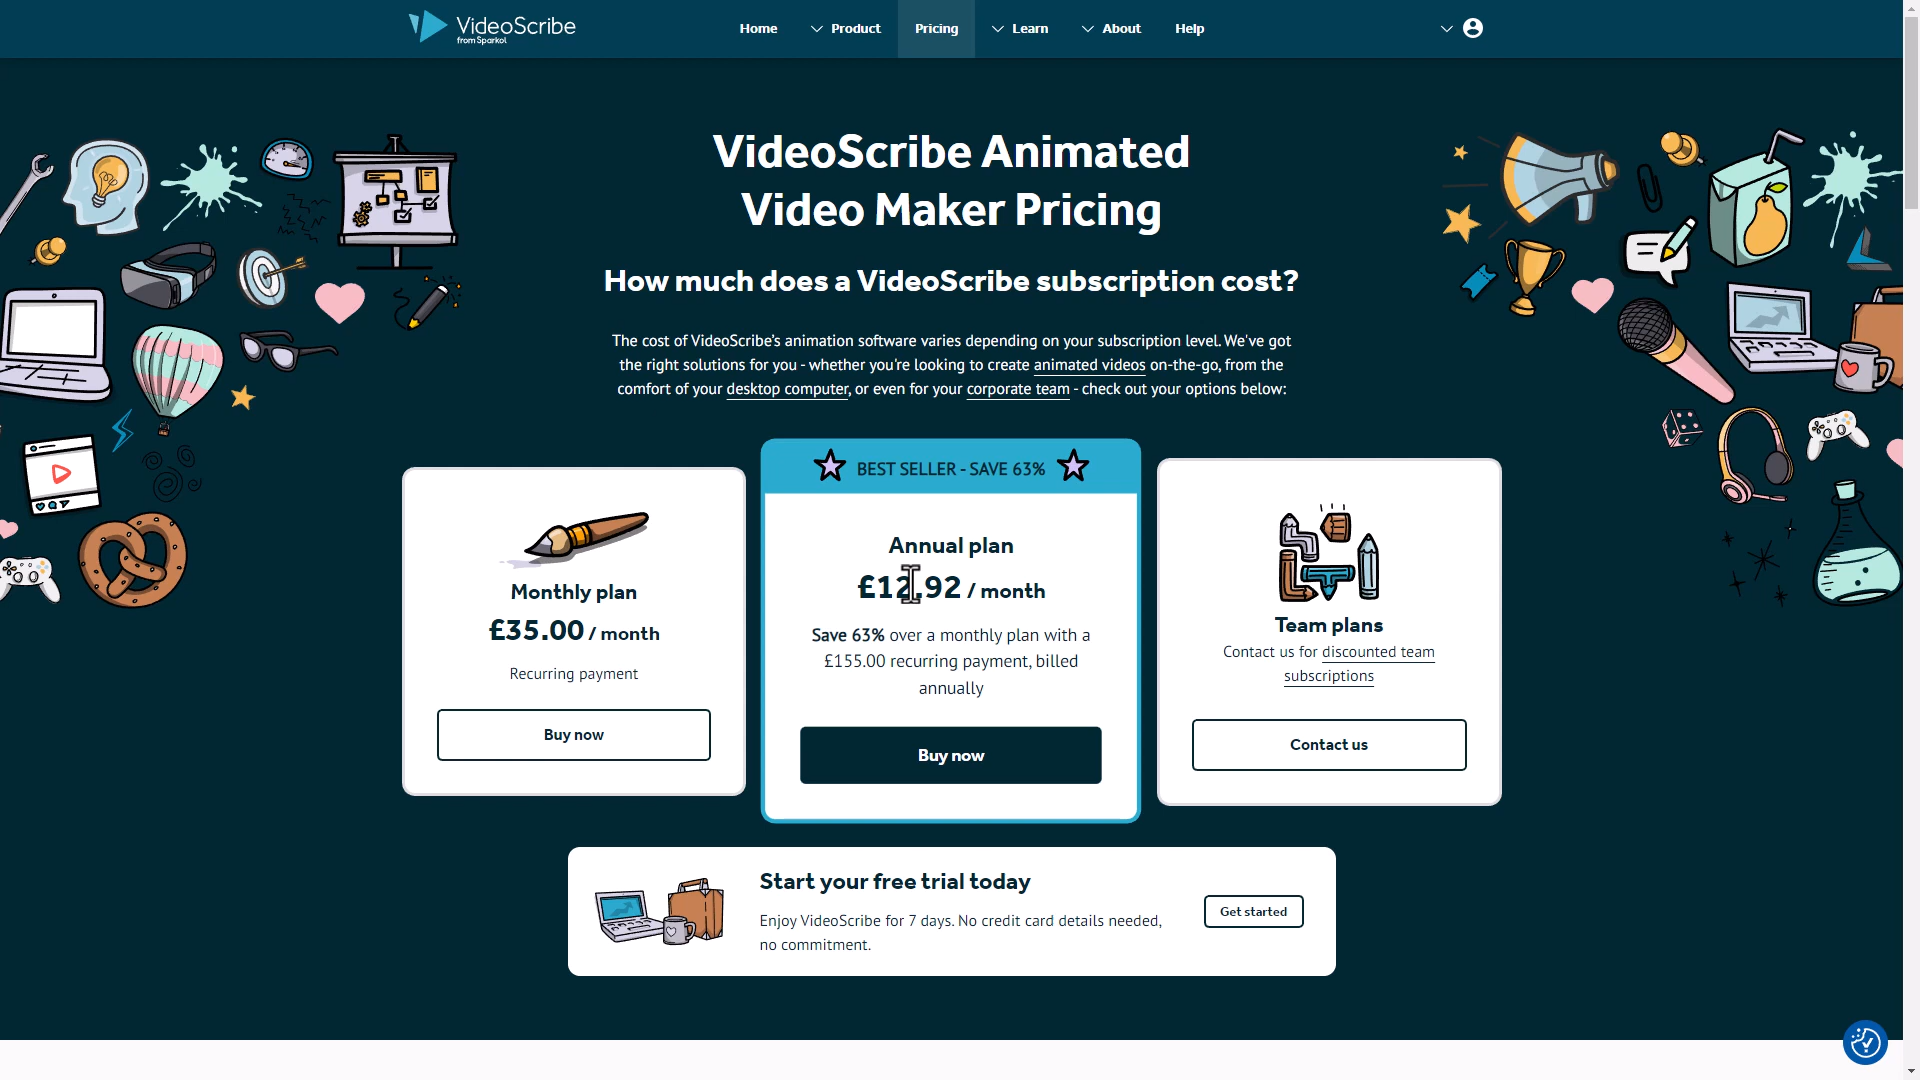 VideoScribe
from Sparkol
Home
Product
Pricing
Learn
About
Help
VideoScribe Animated
Video Maker Pricing
How much does a VideoScribe subscription cost?
The cost of VideoScribe's animation software varies depending on your subscription level. We've got
the right solutions for you - whether you're looking to create animated videos on-the-go, from the
comfort of your desktop computer, or even for your corporate team - check out your options below:
Monthly plan
£35.00 / month
Recurring payment
Buy now
BEST SELLER - SAVE 63%
Annual plan
£12.92 / month
Save 63% over a monthly plan with a
£155.00 recurring payment, billed
annually
Buy now
Team plans
Contact us for discounted team
subscriptions
Contact us
Start your free trial today
Enjoy VideoScribe for 7 days. No credit card details needed,
no commitment.
Get started